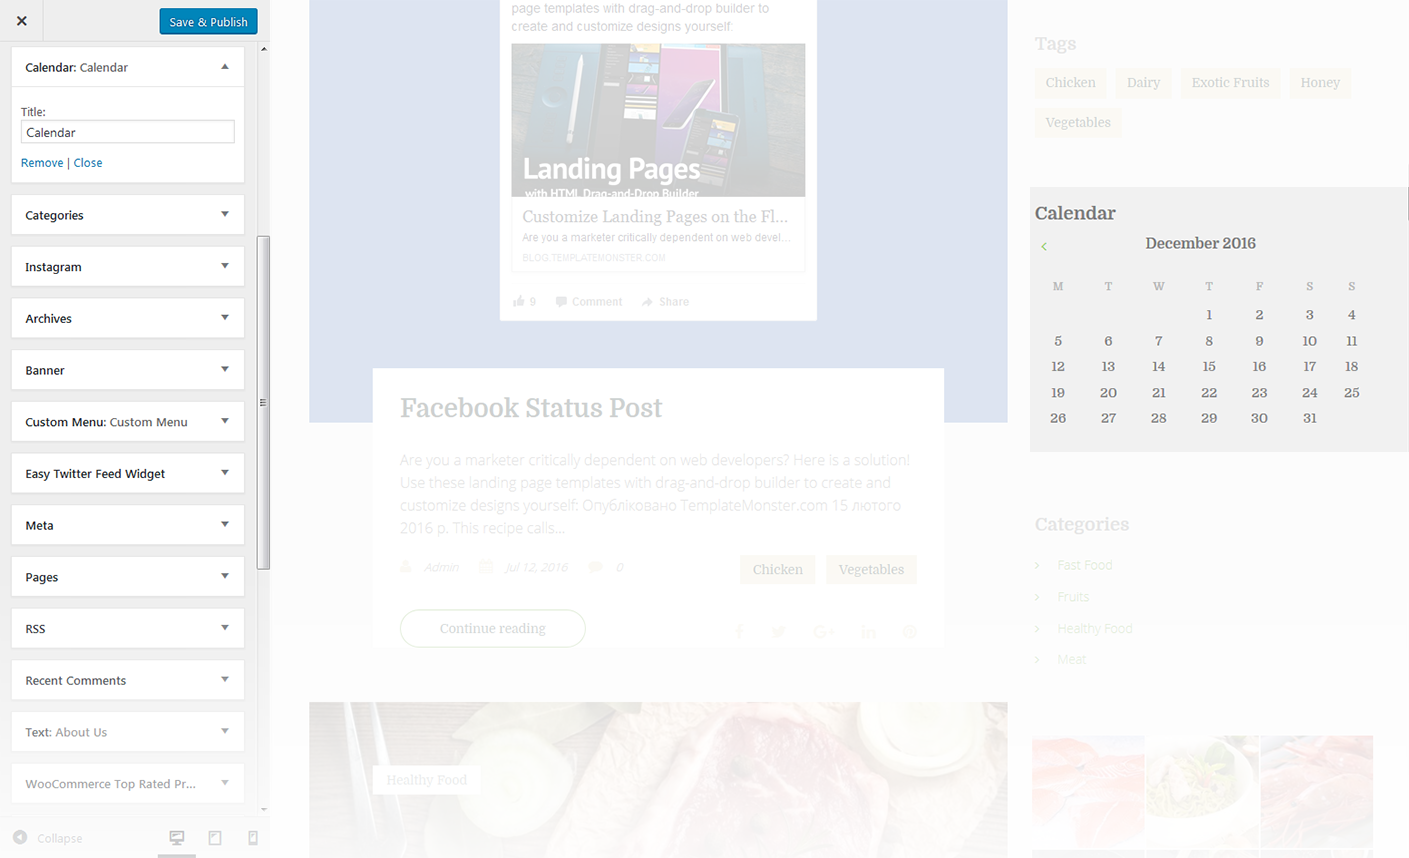 Save & Publish
Calendar: Calendar
Title:
Calendar
Remove | Close
Categories
Instagram
Archives
Banner
Custom Menu: Custom Menu
Easy Twitter Feed Widget
Meta
Pages
RSS
Recent Comments
Text: About Us
WooCommerce Top Rated Pr...
Collapse
page templates with drag-and-drop builder to
create and customize designs yourself:
Landing Pages
with HTML Drag-and-Drop Builder
Customize Landing Pages on the Fl...
Are you a marketer critically dependent on web devel...
BLOG.TEMPLATEMONSTER.COM
9 Comment Share
Facebook Status Post
Are you a marketer critically dependent on web developers? Here is a solution!
Use these landing page templates with drag-and-drop builder to create and
customize designs yourself: Опубліковано TemplateMonster.com 15 лютого
2016 р. This recipe calls...
Admin Jul 12, 2016 0
Chicken Vegetables
Continue reading
Healthy Food
Tags
Chicken Dairy Exotic Fruits Honey
Vegetables
Calendar
December 2016
M T W T F S S
1 2 3 4
5 6 7 8 9 10 11
12 13 14 15 16 17 18
19 20 21 22 23 24 25
26 27 28 29 30 31
Categories
Fast Food
Fruits
Healthy Food
Meat